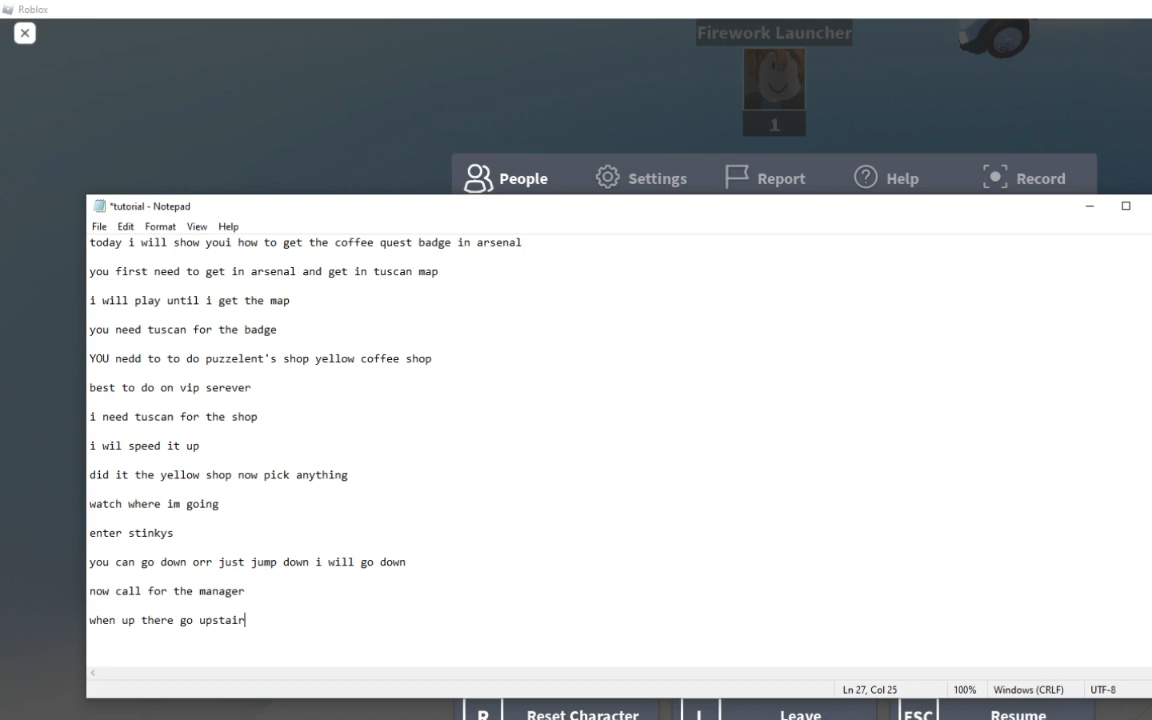 Roblox
Firework Launcher
1
People Settings Report Help Record
*tutorial - Notepad
File Edit Format View Help
today i will show youi how to get the coffee quest badge in arsenal
you first need to get in arsenal and get in tuscan map
i will play until i get the map
you need tuscan for the badge
YOU nedd to to do puzzelent's shop yellow coffee shop
best to do on vip serever
i need tuscan for the shop
i wil speed it up
did it the yellow shop now pick anything
watch where im going
enter stinkys
you can go down orr just jump down i will go down
now call for the manager
when up there go upstair
Ln 27, Col 25 100% Windows (CRLF) UTF-8
R Reset Character L Leave ESC Resume